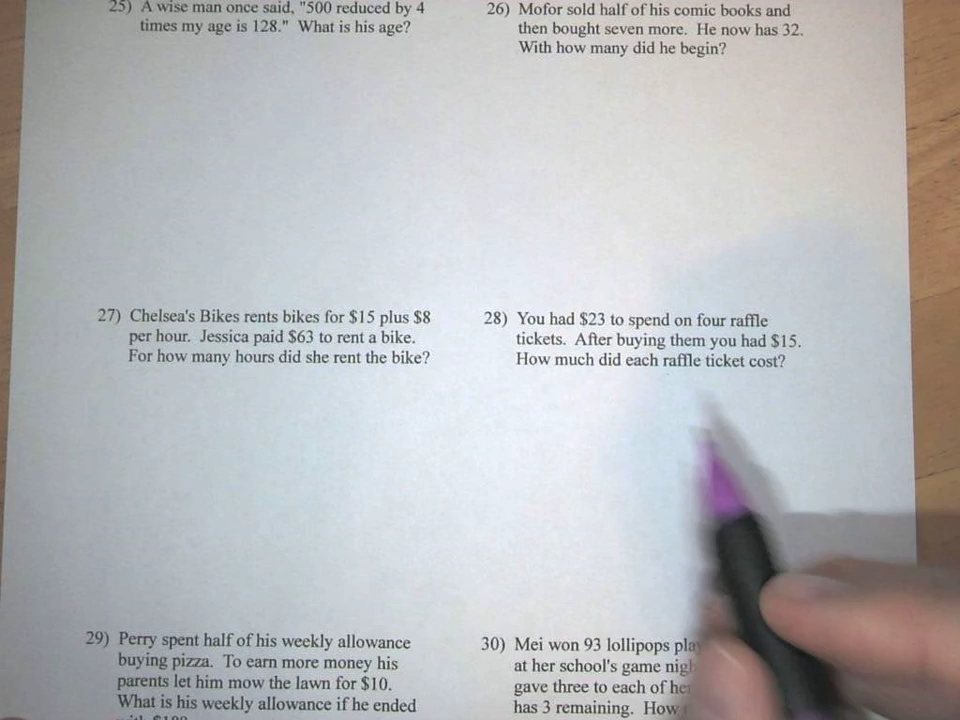 25) A wise man once said, "500 reduced by 4
times my age is 128." What is his age?
26) Mofor sold half of his comic books and
then bought seven more. He now has 32.
With how many did he begin?
27) Chelsea's Bikes rents bikes for $15 plus $8
per hour. Jessica paid $63 to rent a bike.
For how many hours did she rent the bike?
28) You had $23 to spend on four raffle
tickets. After buying them you had $15.
How much did each raffle ticket cost?
29) Perry spent half of his weekly allowance
buying pizza. To earn more money his
parents let him mow the lawn for $10.
What is his weekly allowance if he ended
30) Mei won 93 lollipops
at her school's game
gave three to each of
has 3 remaining. How